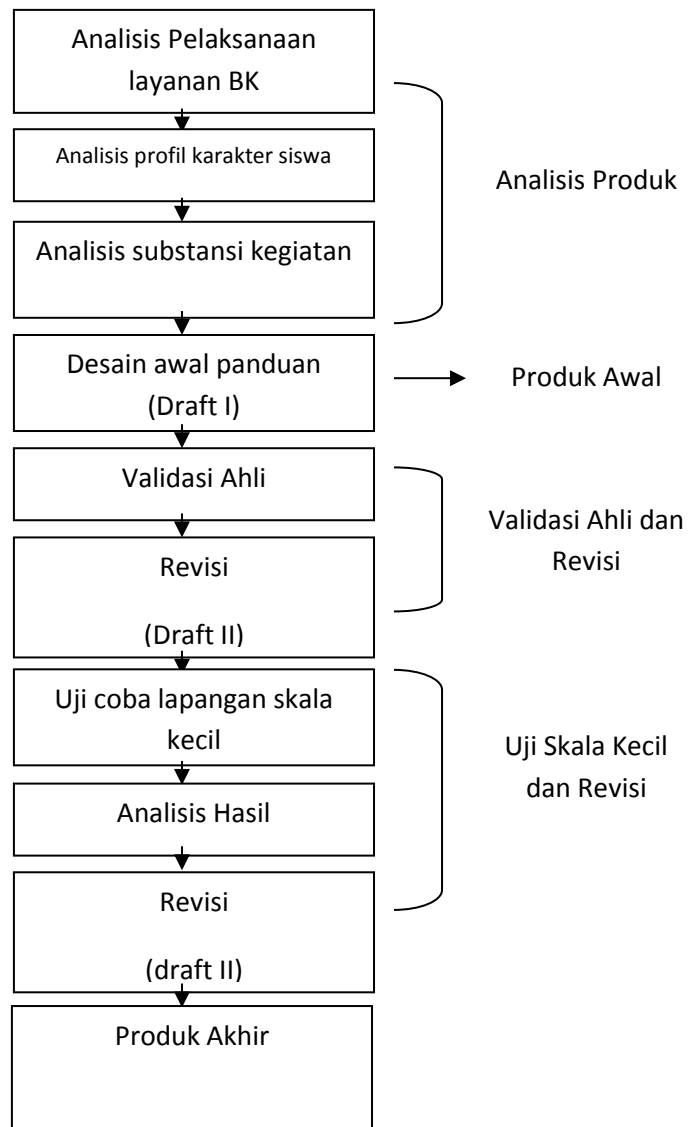 Analisis Pelaksanaan
layanan BK
Analisis profil karakter siswa
Analisis Produk
Analisis substansi kegiatan
Desain awal panduan
(Draft I)
Produk Awal
Validasi Ahli
Validasi Ahli dan
Revisi
Revisi
(Draft II)
Uji coba lapangan skala
kecil
Uji Skala Kecil
dan Revisi
Analisis Hasil
Revisi
(draft II)
Produk Akhir